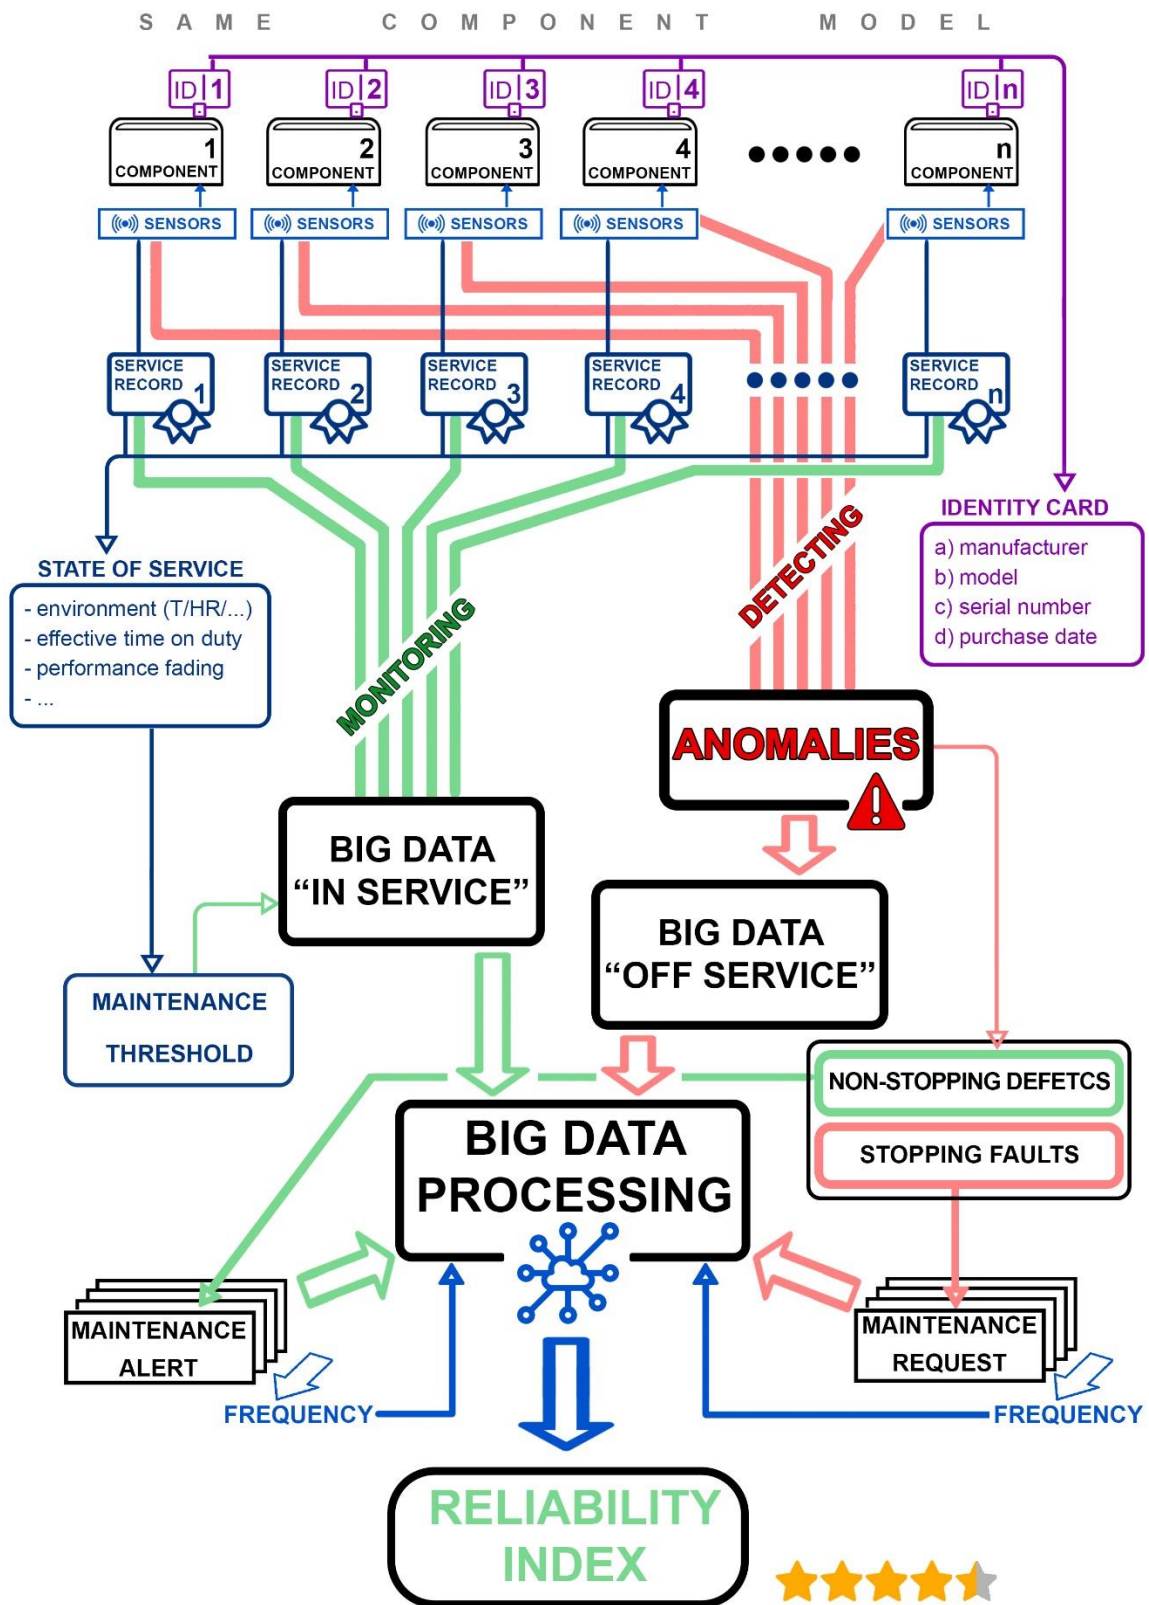 SAME COMPONENT MODEL
ID 1
ID 2
ID 3
ID 4
ID n
1
COMPONENT
2
COMPONENT
3
COMPONENT
4
COMPONENT
n
COMPONENT
SENSORS
SENSORS
SENSORS
SENSORS
SENSORS
SERVICE
RECORD 1
SERVICE
RECORD 2
SERVICE
RECORD 3
SERVICE
RECORD 4
SERVICE
RECORD n
IDENTITY CARD
a) manufacturer
b) model
c) serial number
d) purchase date
STATE OF SERVICE
- environment (T/HR/...)
- effective time on duty
- performance fading
- ...
MONITORING
DETECTING
ANOMALIES
!
BIG DATA
“IN SERVICE”
BIG DATA
“OFF SERVICE”
MAINTENANCE
THRESHOLD
NON-STOPPING DEFETCS
STOPPING FAULTS
BIG DATA
PROCESSING
MAINTENANCE
ALERT
FREQUENCY
MAINTENANCE
REQUEST
FREQUENCY
RELIABILITY
INDEX